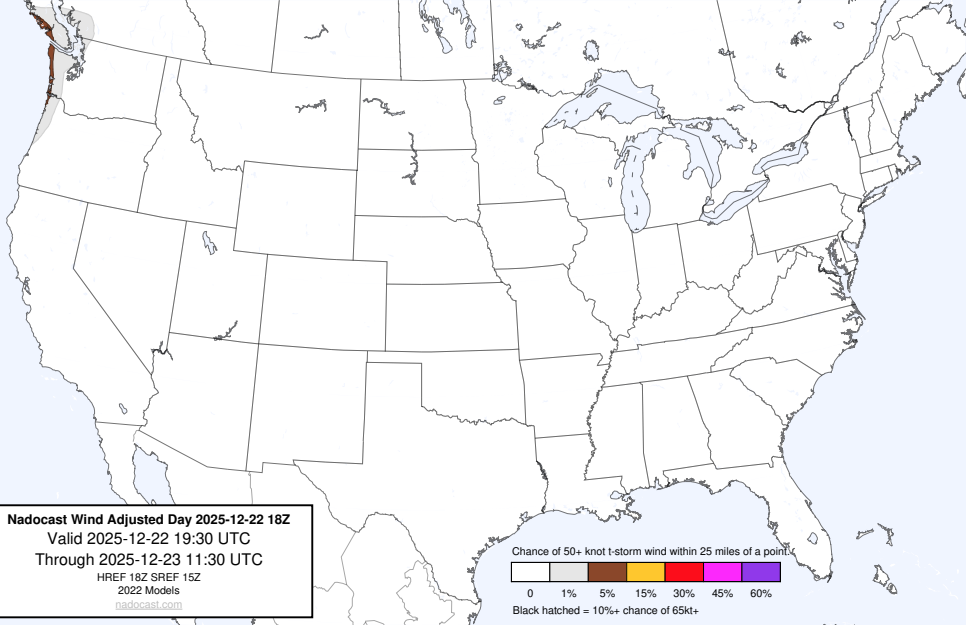 Nadocast Wind Adjusted Day 2025-12-22 18Z
Valid 2025-12-22 19:30 UTC
Through 2025-12-23 11:30 UTC
HREF 18Z SREF 15Z
2022 Models
nadocast.com
Chance of 50+ knot t-storm wind within 25 miles of a point.
0 1% 5% 15% 30% 45% 60%
Black hatched = 10%+ chance of 65kt+